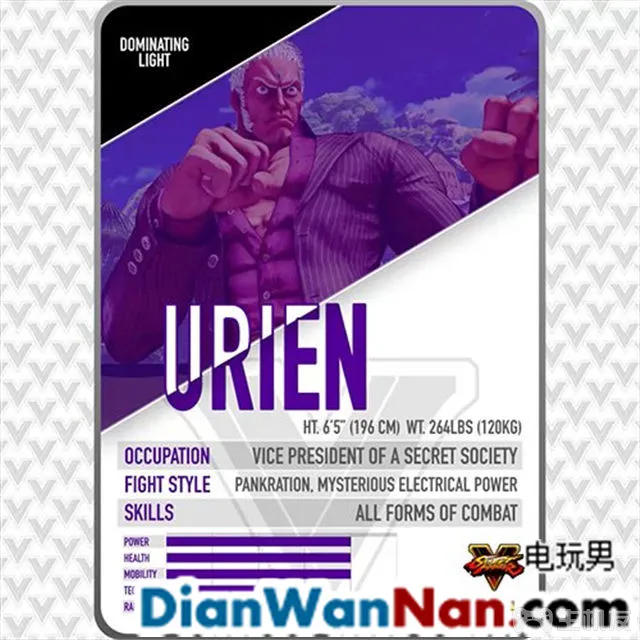 DOMINATING
LIGHT
URIEN
HT. 6'5" (196 CM) WT. 264LBS (120KG)
OCCUPATION VICE PRESIDENT OF A SECRET SOCIETY
FIGHT STYLE PANKRATION, MYSTERIOUS ELECTRICAL POWER
SKILLS ALL FORMS OF COMBAT
POWER
HEALTH
MOBILITY
电玩男
DianWanNan.com